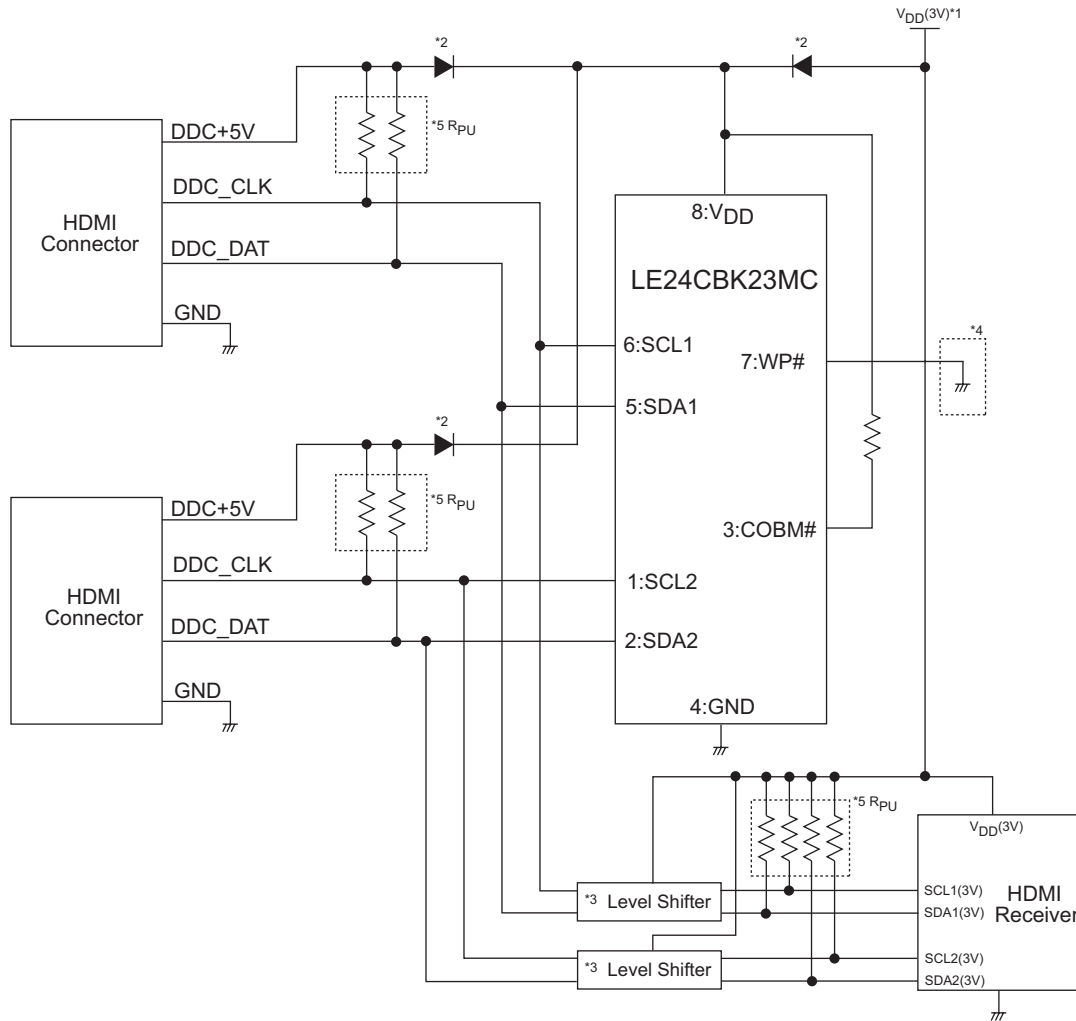 VDD(3V)*1
*2
*2
DDC+5V
*5 RPU
DDC_CLK
HDMI
Connector
DDC_DAT
GND
8:VDD
LE24CBK23MC
6:SCL1
7:WP#
*4
5:SDA1
*2
DDC+5V
*5 RPU
3:COBM#
DDC_CLK
1:SCL2
HDMI
Connector
DDC_DAT
2:SDA2
GND
4:GND
*5 RPU
VDD(3V)
*3 Level Shifter
SCL1(3V)
SDA1(3V)
HDMI
Receiver
*3 Level Shifter
SCL2(3V)
SDA2(3V)